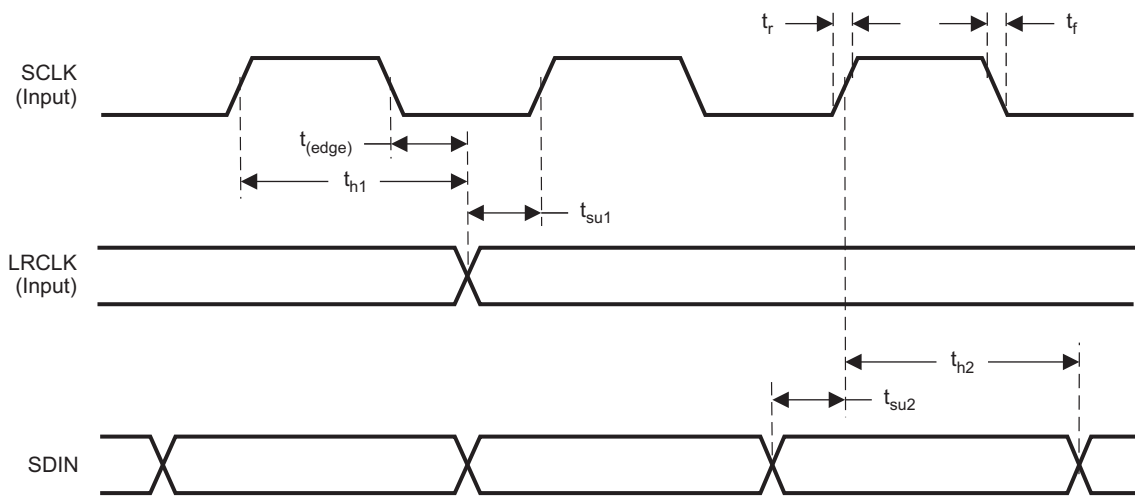 t_r
t_f
SCLK
(Input)
t_(edge)
t_h1
t_su1
LRCLK
(Input)
t_h2
t_su2
SDIN